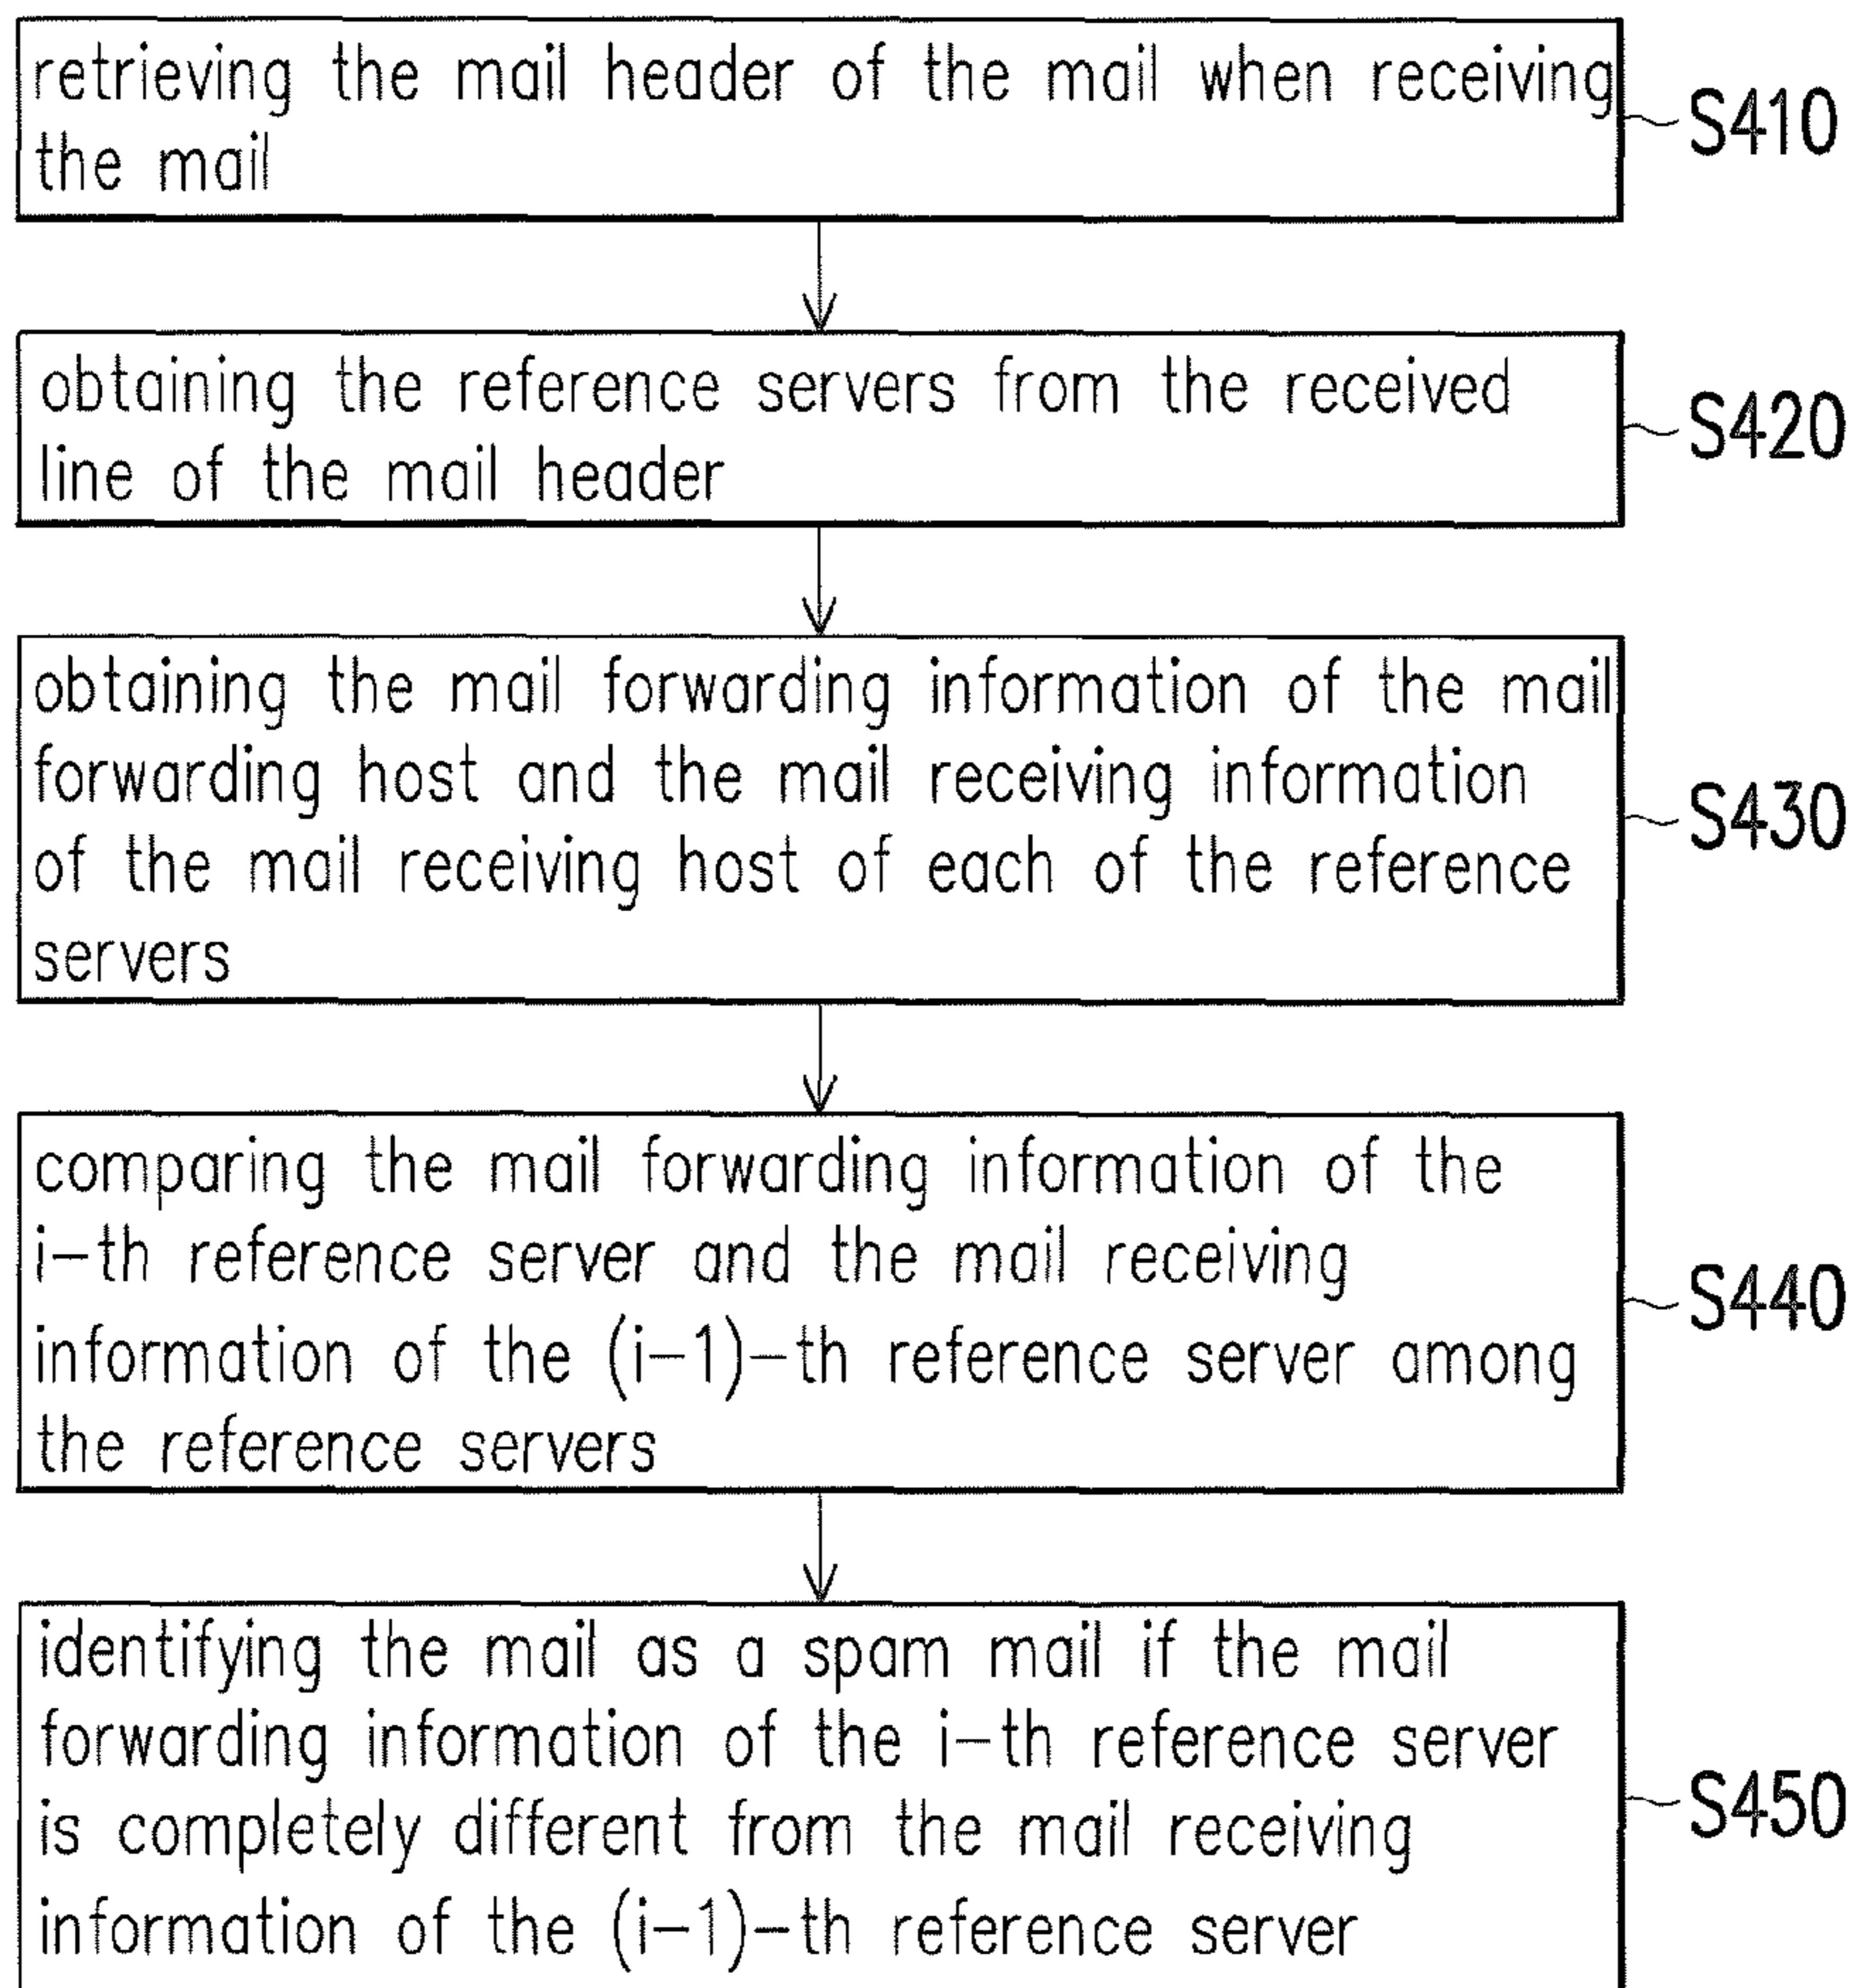 retrieving the mail header of the mail when receiving
the mail
S410
obtaining the reference servers from the received
line of the mail header
S420
obtaining the mail forwarding information of the mail
forwarding host and the mail receiving information
of the mail receiving host of each of the reference
servers
S430
comparing the mail forwarding information of the
i-th reference server and the mail receiving
information of the (i-1)-th reference server among
the reference servers
S440
identifying the mail as a spam mail if the mail
forwarding information of the i-th reference server
is completely different from the mail receiving
information of the (i-1)-th reference server
S450